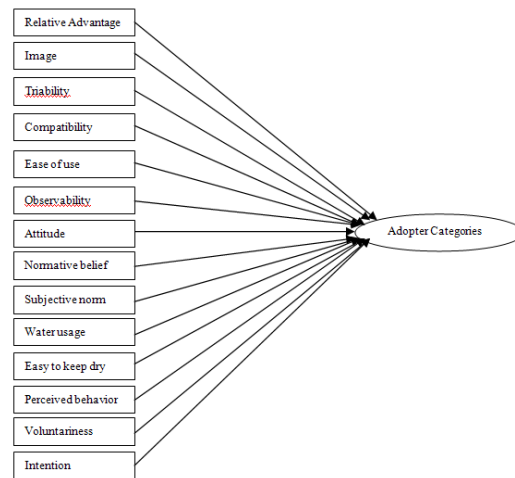 Relative Advantage
Image
Triability
Compatibility
Ease of use
Observability
Attitude
Normative belief
Subjective norm
Water usage
Easy to keep dry
Perceived behavior
Voluntariness
Intention
Adopter Categories